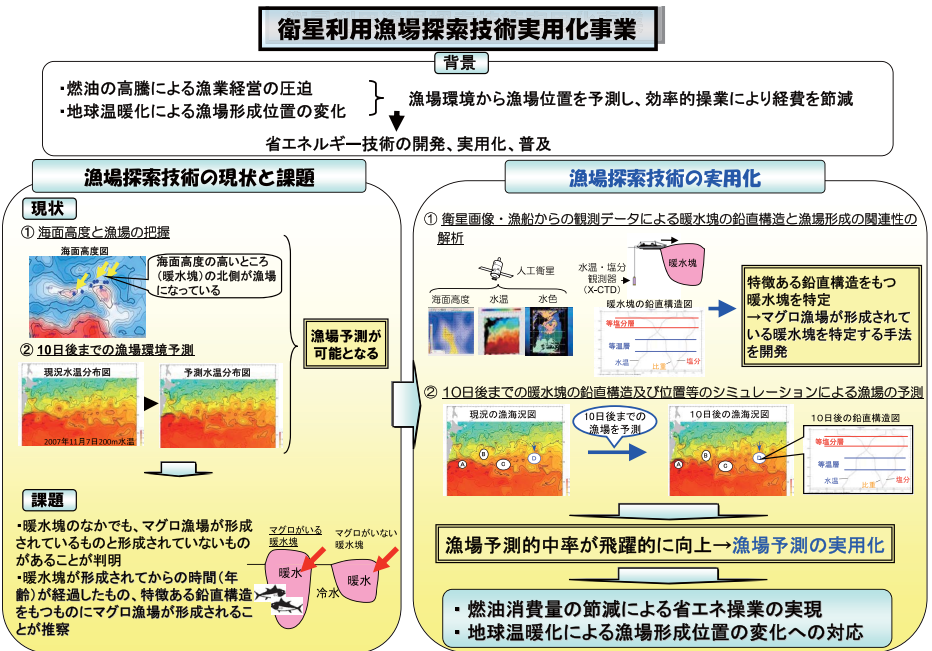 衛星利用漁場探索技術実用化事業
背景
・燃油の高騰による漁業経営の圧迫
・地球温暖化による漁場形成位置の変化
漁場環境から漁場位置を予測し、効率的操業により経費を節減
省エネルギー技術の開発、実用化、普及
漁場探索技術の現状と課題
現状
① 海面高度と漁場の把握
海面高度図
海面高度の高いところ
（暖水塊）の北側が漁場
になっている
② 10日後までの漁場環境予測
現況水温分布図
予測水温分布図
2007年11月7日200m水温
漁場予測が
可能となる
課題
・暖水塊のなかでも、マグロ漁場が形成
されているものと形成されていないもの
があることが判明
・暖水塊が形成されてからの時間（年
齢）が経過したもの、特徴ある鉛直構造
をもつものにマグロ漁場が形成されるこ
とが推察
マグロがいる
暖水塊
マグロがいない
暖水塊
暖水
暖水
冷水
漁場探索技術の実用化
① 衛星画像・漁船からの観測データによる暖水塊の鉛直構造と漁場形成の関連性の
解析
人工衛星
海面高度
水温
水色
水温・塩分
観測器
（X-CTD）
暖水塊
暖水塊の鉛直構造図
等塩分層
等温層
水温
比重
塩分
特徴ある鉛直構造をもつ
暖水塊を特定
→マグロ漁場が形成されて
いる暖水塊を特定する手法
を開発
② 10日後までの暖水塊の鉛直構造及び位置等のシミュレーションによる漁場の予測
現況の漁海況図
A
B
C
D
10日後までの
漁場を予測
10日後の漁海況図
A
B
C
D
10日後の鉛直構造図
等塩分層
等温層
水温
比重
塩分
漁場予測的中率が飛躍的に向上→漁場予測の実用化
・燃油消費量の節減による省エネ操業の実現
・地球温暖化による漁場形成位置の変化への対応